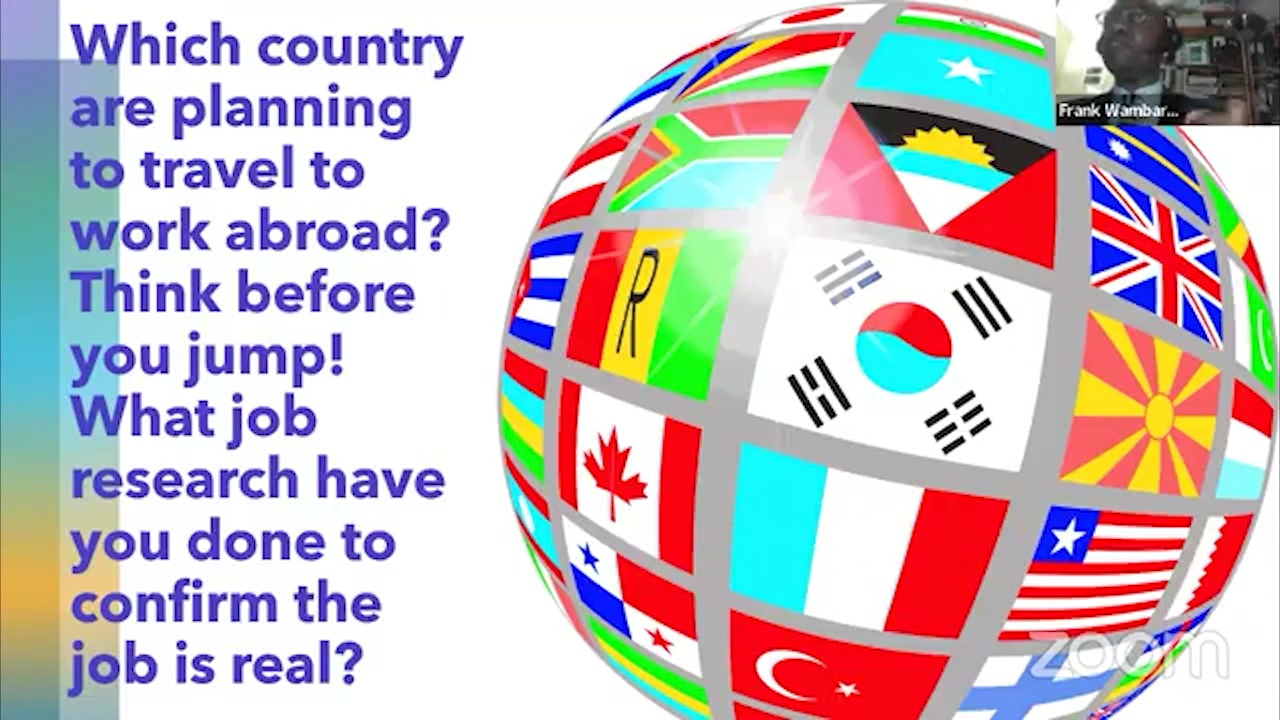 Which country
are planning
to travel to
work abroad?
Think before
you jump!
What job
research have
you done to
confirm the
job is real?
R
Frank Wambar...
zoom